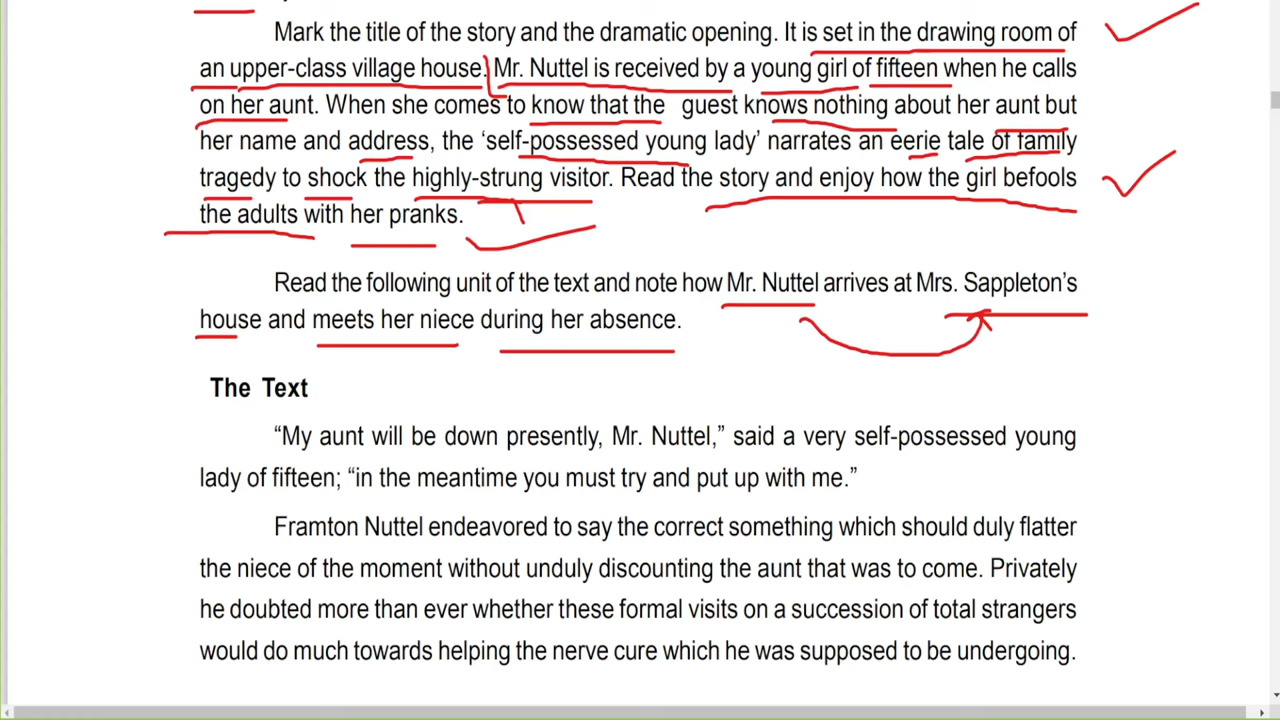 Mark the title of the story and the dramatic opening. It is set in the drawing room of
an upper-class village house. Mr. Nuttel is received by a young girl of fifteen when he calls
on her aunt. When she comes to know that the guest knows nothing about her aunt but
her name and address, the ‘self-possessed young lady’ narrates an eerie tale of family
tragedy to shock the highly-strung visitor. Read the story and enjoy how the girl befools
the adults with her pranks.
Read the following unit of the text and note how Mr. Nuttel arrives at Mrs. Sappleton’s
house and meets her niece during her absence.
The Text
“My aunt will be down presently, Mr. Nuttel,” said a very self-possessed young
lady of fifteen; “in the meantime you must try and put up with me.”
Framton Nuttel endeavored to say the correct something which should duly flatter
the niece of the moment without unduly discounting the aunt that was to come. Privately
he doubted more than ever whether these formal visits on a succession of total strangers
would do much towards helping the nerve cure which he was supposed to be undergoing.